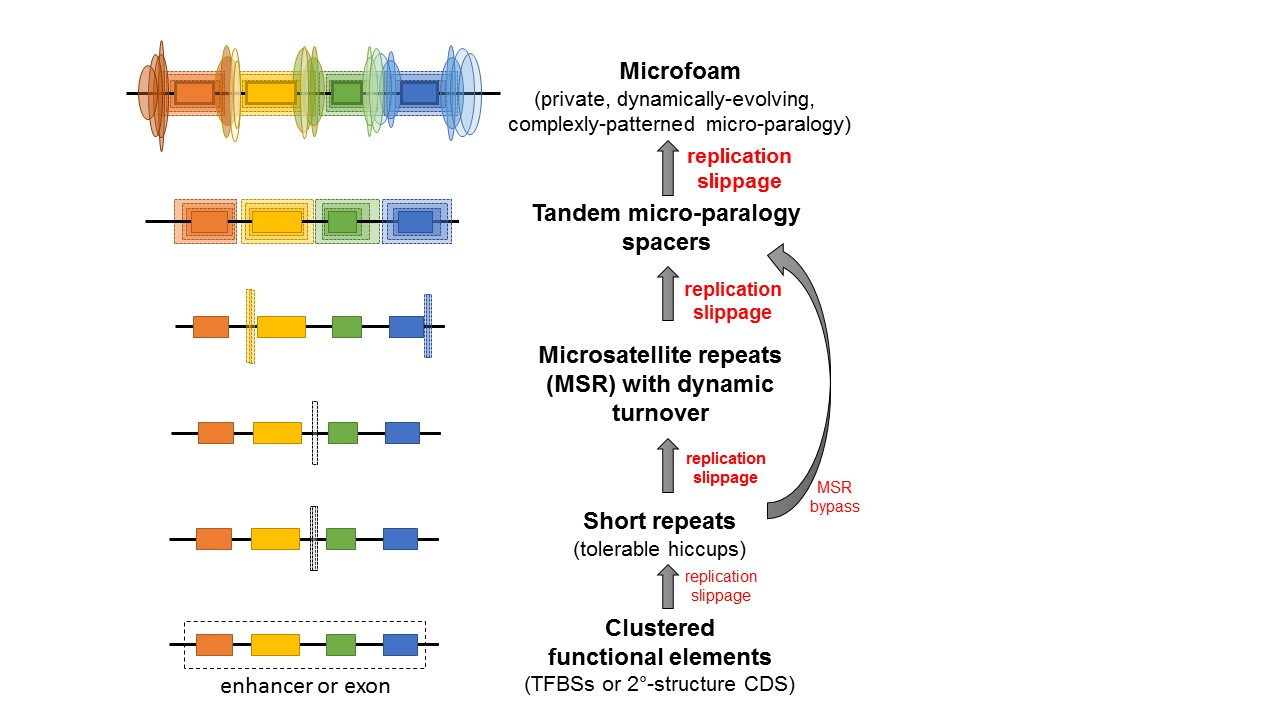 Microfoam
(private, dynamically-evolving,
complexly-patterned micro-paralogy)
replication
slippage
Tandem micro-paralogy
spacers
replication
slippage
Microsatellite repeats
(MSR) with dynamic
turnover
replication
slippage
MSR
bypass
Short repeats
(tolerable hiccups)
replication
slippage
Clustered
functional elements
(TFBSs or 2°-structure CDS)
enhancer or exon